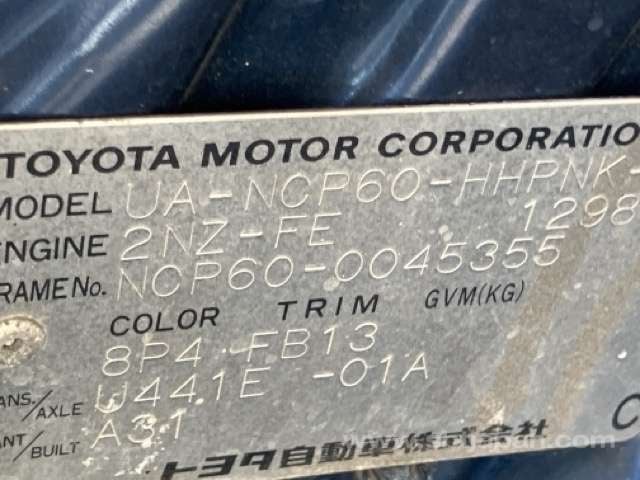 TOYOTA MOTOR CORPORATIO
MODEL UA-NCP60-HHPNK-
ENGINE 2NZ-FE 1298
RAME No. NCP60-0045355
COLOR TRIM GVM(KG)
8P4 FB13
ANS./AXLE U441E -01A
ANT/BUILT A31
トヨタ自動車株式会社 C